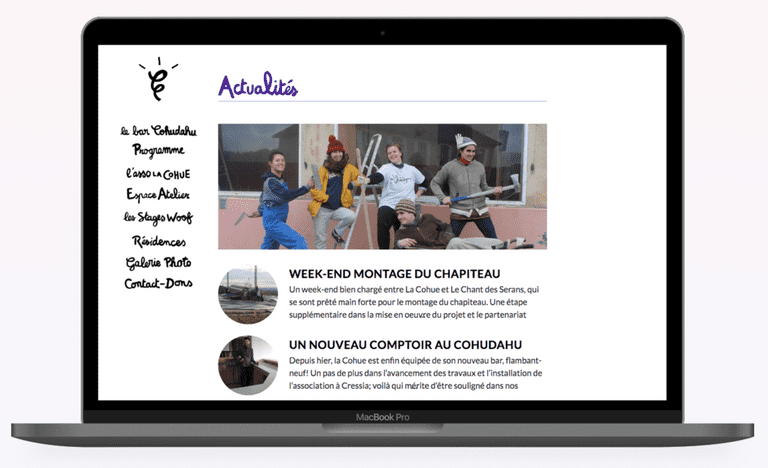 Actualités
le bar Cohudahu
Programme
l'asso LA COHUE
Espace Atelier
les Stages Woof
Résidences
Galerie Photo
Contact-Dons
WEEK-END MONTAGE DU CHAPITEAU
Un week-end bien chargé entre La Cohue et Le Chant des Serans, qui
se sont prêté main forte pour le montage du chapiteau. Une étape
supplémentaire dans la mise en oeuvre du projet et le partenariat
UN NOUVEAU COMPTOIR AU COHUDAHU
Depuis hier, la Cohue est enfin équipée de son nouveau bar, flambant-
neuf! Un pas de plus dans l'avancement des travaux et l'installation de
l'association à Cressia; voilà qui mérite d'être souligné dans nos
MacBook Pro